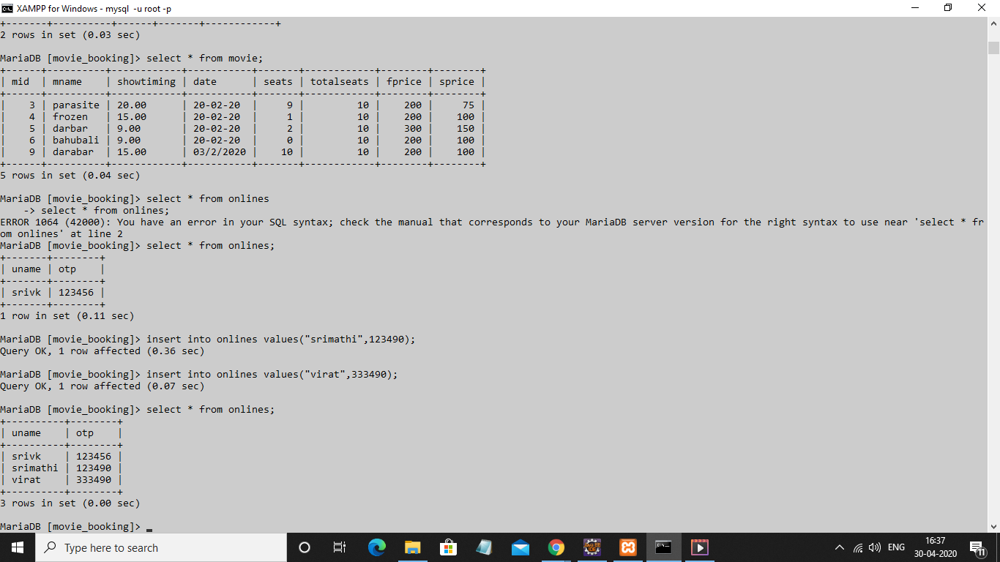 XAMPP for Windows - mysql  -u root -p
+-------+----------+------+-------+------------+
2 rows in set (0.03 sec)
MariaDB [movie_booking]> select * from movie;
+------+----------+------------+-----------+-------+------------+--------+--------+
| mid  | mname    | showtiming | date      | seats | totalseats | fprice | sprice |
+------+----------+------------+-----------+-------+------------+--------+--------+
|    3 | parasite | 20.00      | 20-02-20  |     9 |         10 |    200 |     75 |
|    4 | frozen   | 15.00      | 20-02-20  |     1 |         10 |    200 |    100 |
|    5 | darbar   | 9.00       | 20-02-20  |     2 |         10 |    300 |    150 |
|    6 | bahubali | 9.00       | 20-02-20  |     0 |         10 |    200 |    100 |
|    9 | darabar  | 15.00      | 03/2/2020 |    10 |         10 |    200 |    100 |
+------+----------+------------+-----------+-------+------------+--------+--------+
5 rows in set (0.04 sec)
MariaDB [movie_booking]> select * from onlines
    -> select * from onlines;
ERROR 1064 (42000): You have an error in your SQL syntax; check the manual that corresponds to your MariaDB server version for the right syntax to use near 'select * fr
om onlines' at line 2
MariaDB [movie_booking]> select * from onlines;
+-------+--------+
| uname | otp    |
+-------+--------+
| srivk | 123456 |
+-------+--------+
1 row in set (0.11 sec)
MariaDB [movie_booking]> insert into onlines values("srimathi",123490);
Query OK, 1 row affected (0.36 sec)
MariaDB [movie_booking]> insert into onlines values("virat",333490);
Query OK, 1 row affected (0.07 sec)
MariaDB [movie_booking]> select * from onlines;
+----------+--------+
| uname    | otp    |
+----------+--------+
| srivk    | 123456 |
| srimathi | 123490 |
| virat    | 333490 |
+----------+--------+
3 rows in set (0.00 sec)
MariaDB [movie_booking]> _
Type here to search
Java EE
IDE
ENG
16:37
30-04-2020
11